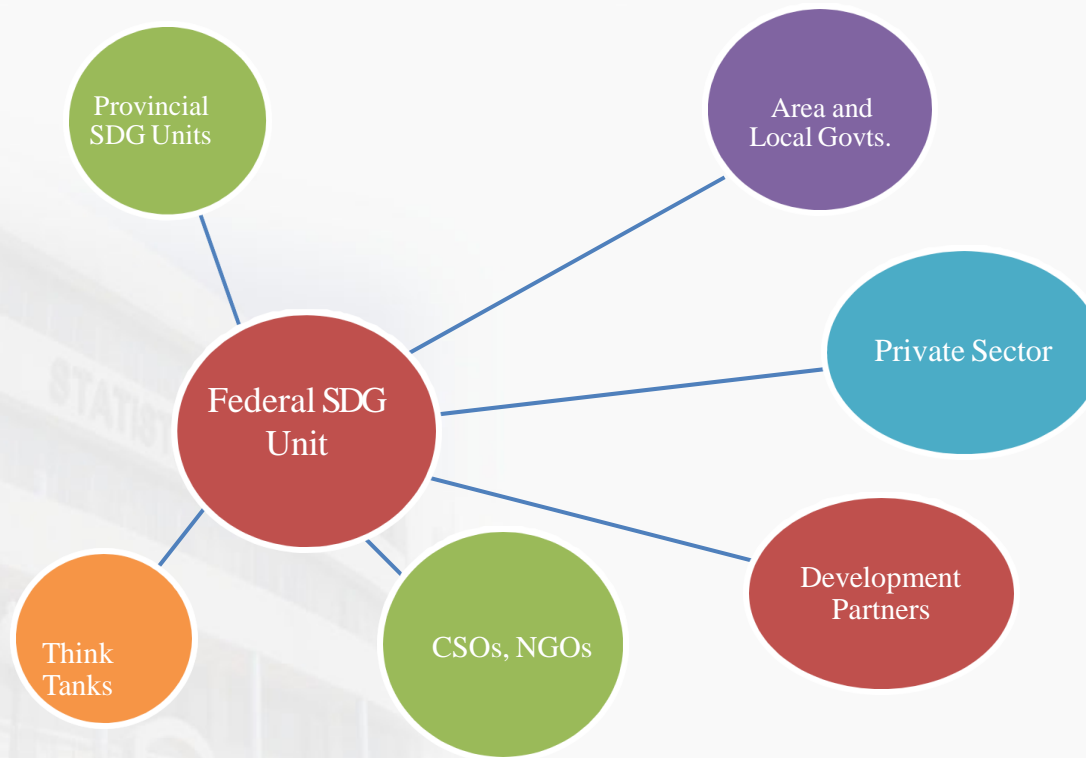 Provincial
SDG Units
Area and
Local Govts.
Private Sector
Federal SDG
Unit
Development
Partners
CSOs, NGOs
Think
Tanks